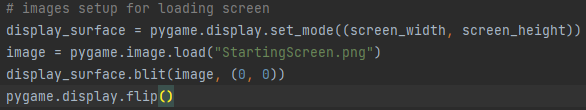 # images setup for loading screen
display_surface = pygame.display.set_mode((screen_width, screen_height))
image = pygame.image.load("StartingScreen.png")
display_surface.blit(image, (0, 0))
pygame.display.flip()